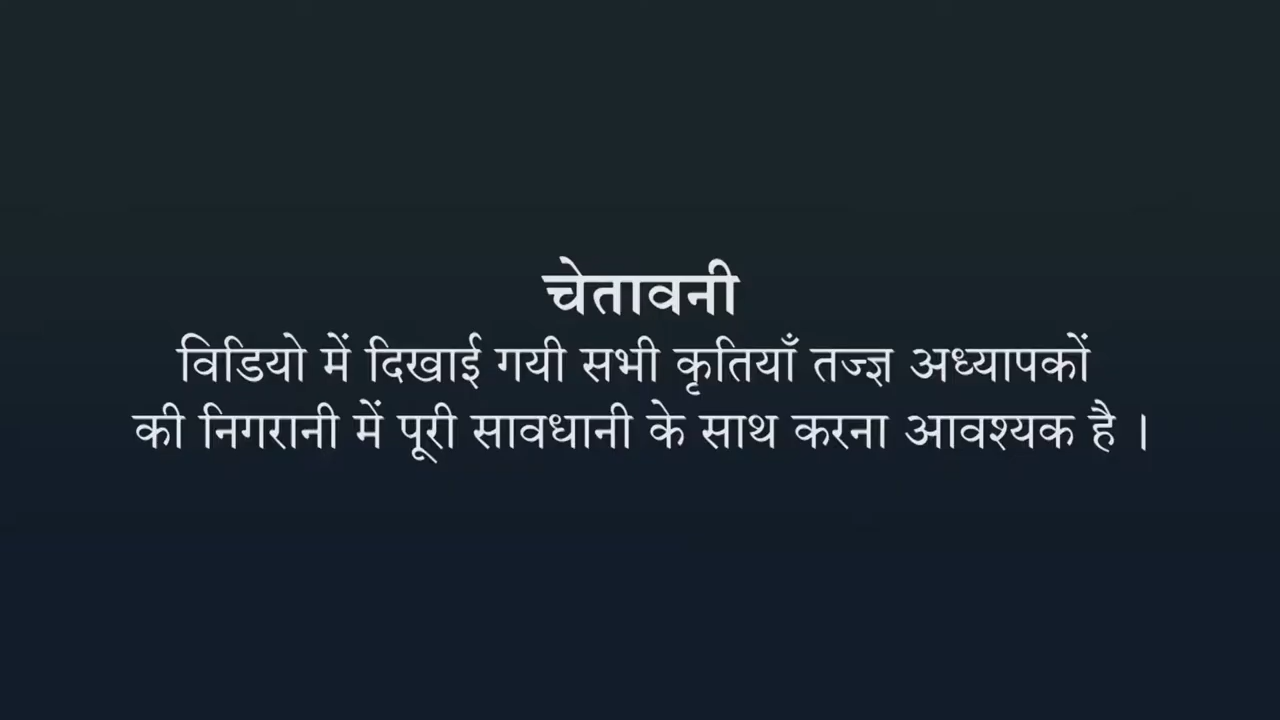 चेतावनी
विडियो में दिखाई गयी सभी कृतियाँ तज्ज्ञ अध्यापकों
की निगरानी में पूरी सावधानी के साथ करना आवश्यक है ।